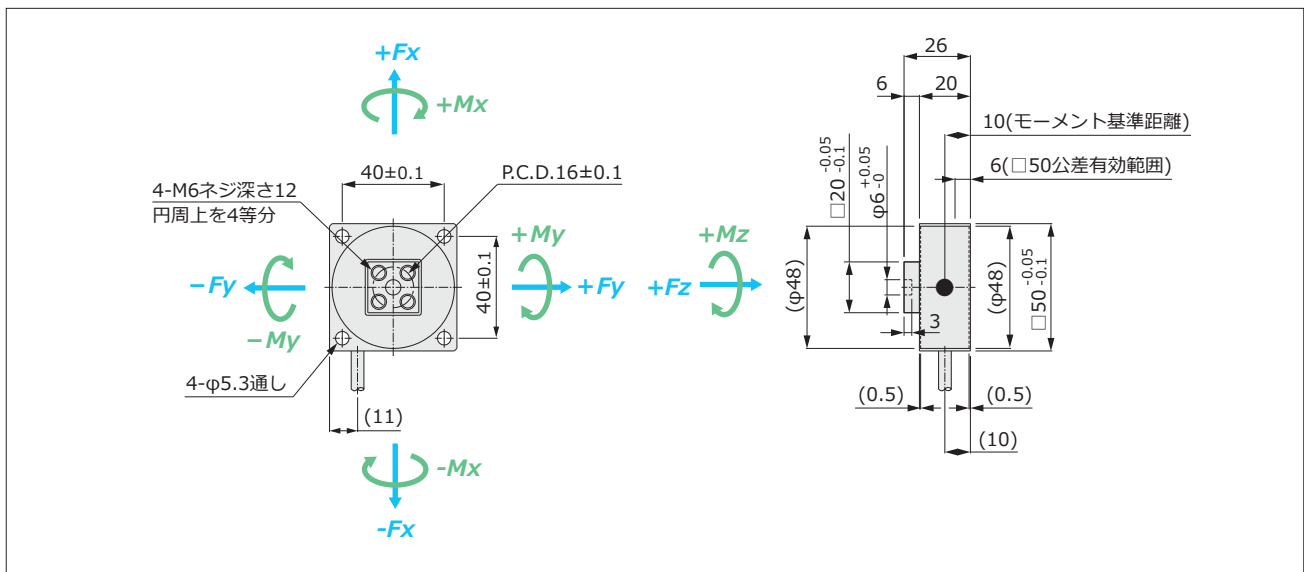 +Fx
+Mx
40±0.1
P.C.D.16±0.1
4-M6ネジ深さ12
円周上を4等分
+My
-Fy
+Fy
-My
40±0.1
4-φ5.3通し
(11)
-Mx
-Fx
26
6
20
10(モーメント基準距離)
6(□50公差有効範囲)
□20 -0.05 -0.1
φ6 +0.05 -0
+Mz
+Fz
(φ48)
(φ48)
□50 -0.05 -0.1
3
(0.5)
(0.5)
(10)